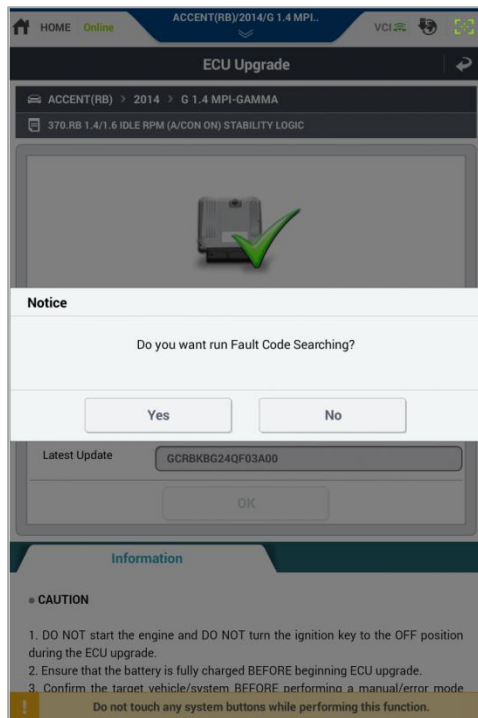 HOME Online ACCENT(RB)/2014/G 1.4 MPI.. VCI
ECU Upgrade
ACCENT(RB) > 2014 > G 1.4 MPI-GAMMA
370.RB 1.4/1.6 IDLE RPM (A/CON ON) STABILITY LOGIC
Notice
Do you want run Fault Code Searching?
Yes No
Latest Update GCRBKBG24QF03A00
OK
Information
• CAUTION
1. DO NOT start the engine and DO NOT turn the ignition key to the OFF position
during the ECU upgrade.
2. Ensure that the battery is fully charged BEFORE beginning ECU upgrade.
3. Confirm the target vehicle/system BEFORE performing a manual/error mode
! Do not touch any system buttons while performing this function.